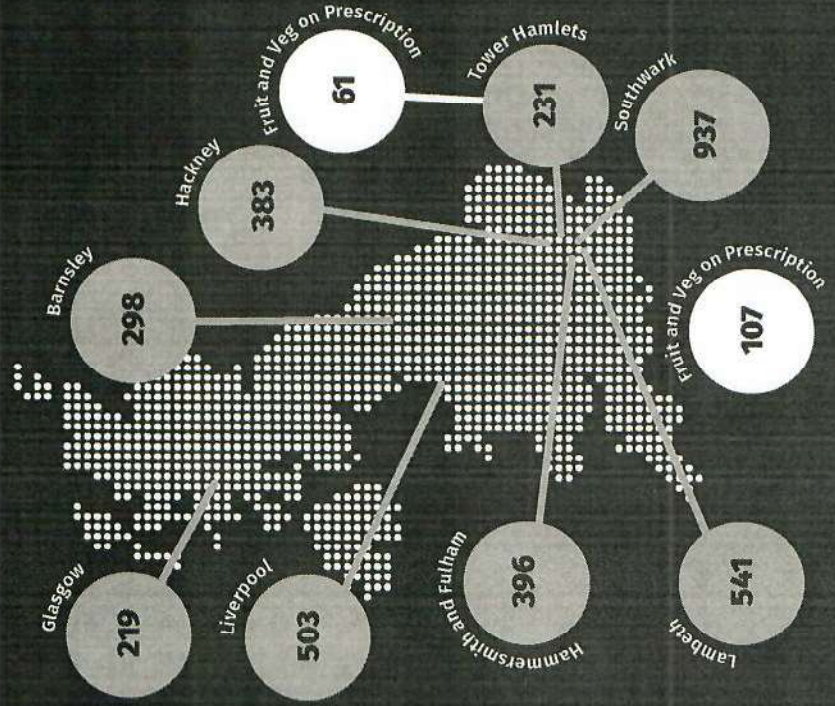 Glasgow
219
Barnsley
298
Hackney
383
Fruit and Veg on Prescription
61
Tower Hamlets
231
Southwark
937
Liverpool
503
Hammersmith and Fulham
396
Lambeth
541
Fruit and Veg on Prescription
107